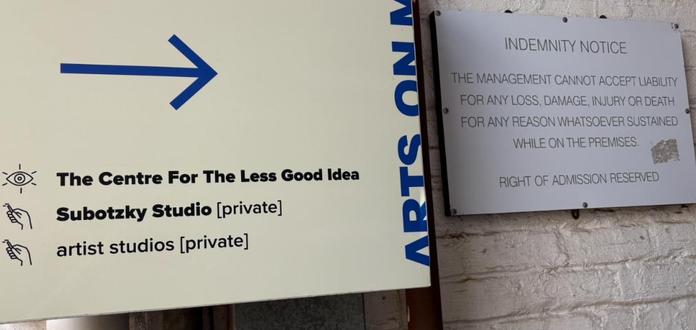 The Centre For The Less Good Idea
Subotzky Studio [private]
artist studios [private]
ARTS ON M
INDEMNITY NOTICE
THE MANAGEMENT CANNOT ACCEPT LIABILITY
FOR ANY LOSS, DAMAGE, INJURY OR DEATH
FOR ANY REASON WHATSOEVER SUSTAINED
WHILE ON THE PREMISES.
RIGHT OF ADMISSION RESERVED